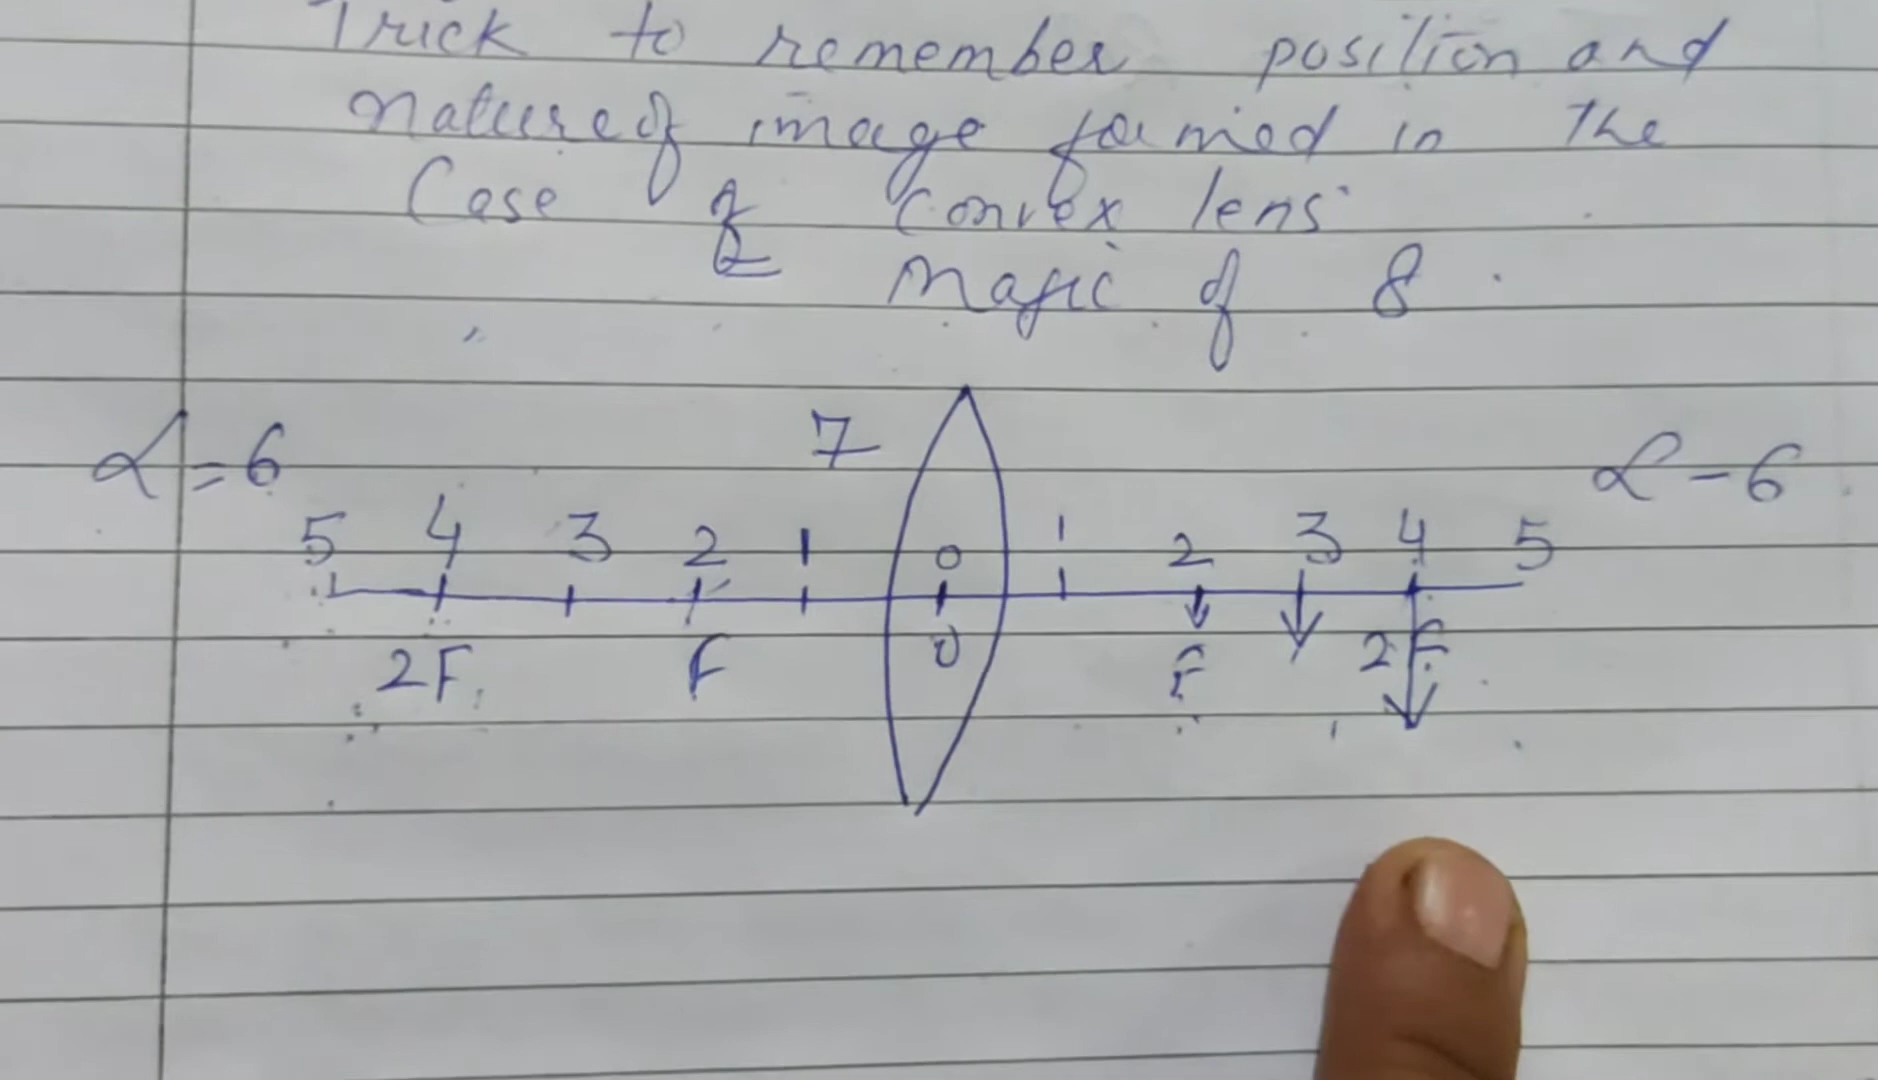 Trick to remember position and
nature of image formed in the
Case of convex lens
Magic of 8
7
α = 6
α - 6
5 4 3 2 1 0 1 2 3 4 5
2F F O F 2F